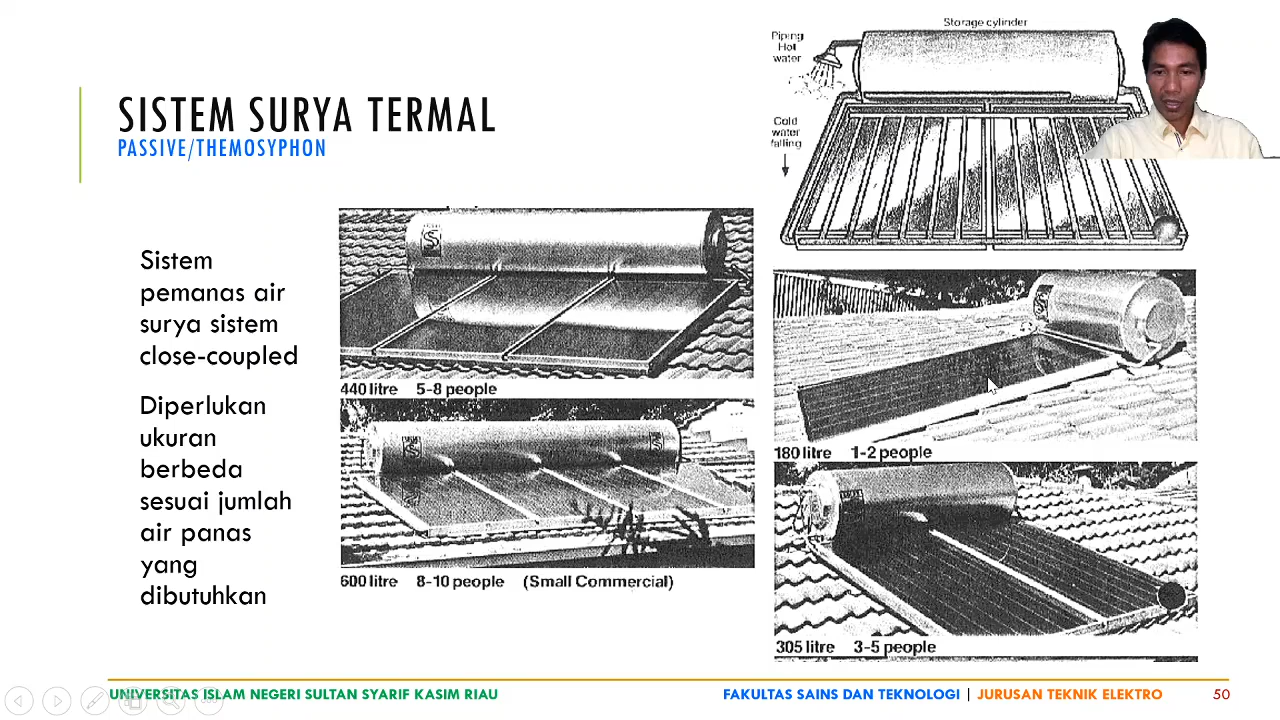 SISTEM SURYA TERMAL
PASSIVE/THEMOSYPHON
Sistem
pemanas air
surya sistem
close-coupled
Diperlukan
ukuran
berbeda
sesuai jumlah
air panas
yang
dibutuhkan
440 litre 5-8 people
600 litre 8-10 people (Small Commercial)
Storage cylinder
Piping
Hot
water
Cold
water
falling
180 litre 1-2 people
305 litre 3-5 people
UNIVERSITAS ISLAM NEGERI SULTAN SYARIF KASIM RIAU
FAKULTAS SAINS DAN TEKNOLOGI | JURUSAN TEKNIK ELEKTRO
50